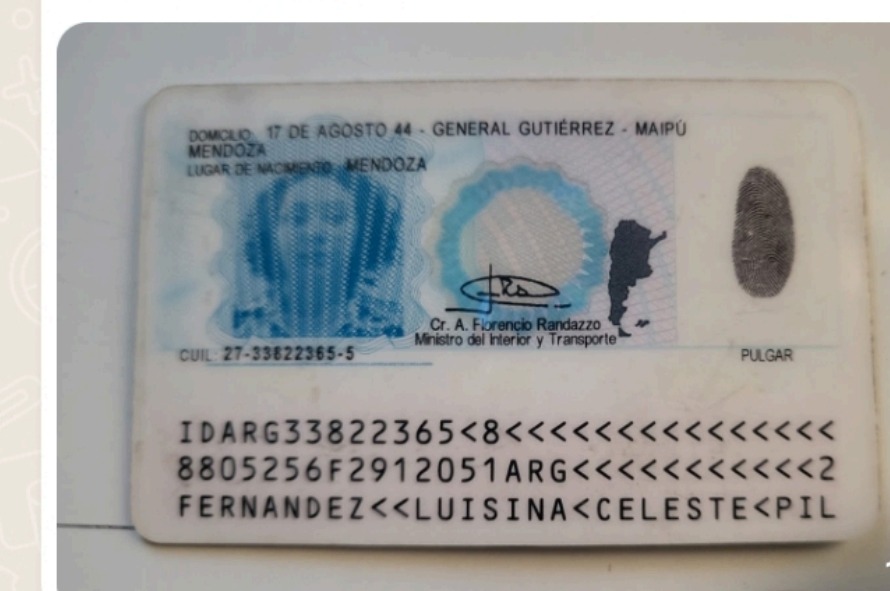 DOMICILIO: 17 DE AGOSTO 44 - GENERAL GUTIÉRREZ - MAIPÚ
MENDOZA
LUGAR DE NACIMIENTO: MENDOZA
Cr. A. Florencio Randazzo
Ministro del Interior y Transporte
CUIL: 27-33822365-5
PULGAR
IDARG33822365<8<<<<<<<<<<<<<<<
8805256F2912051ARG<<<<<<<<<<<2
FERNANDEZ<<LUISINA<CELESTE<PIL